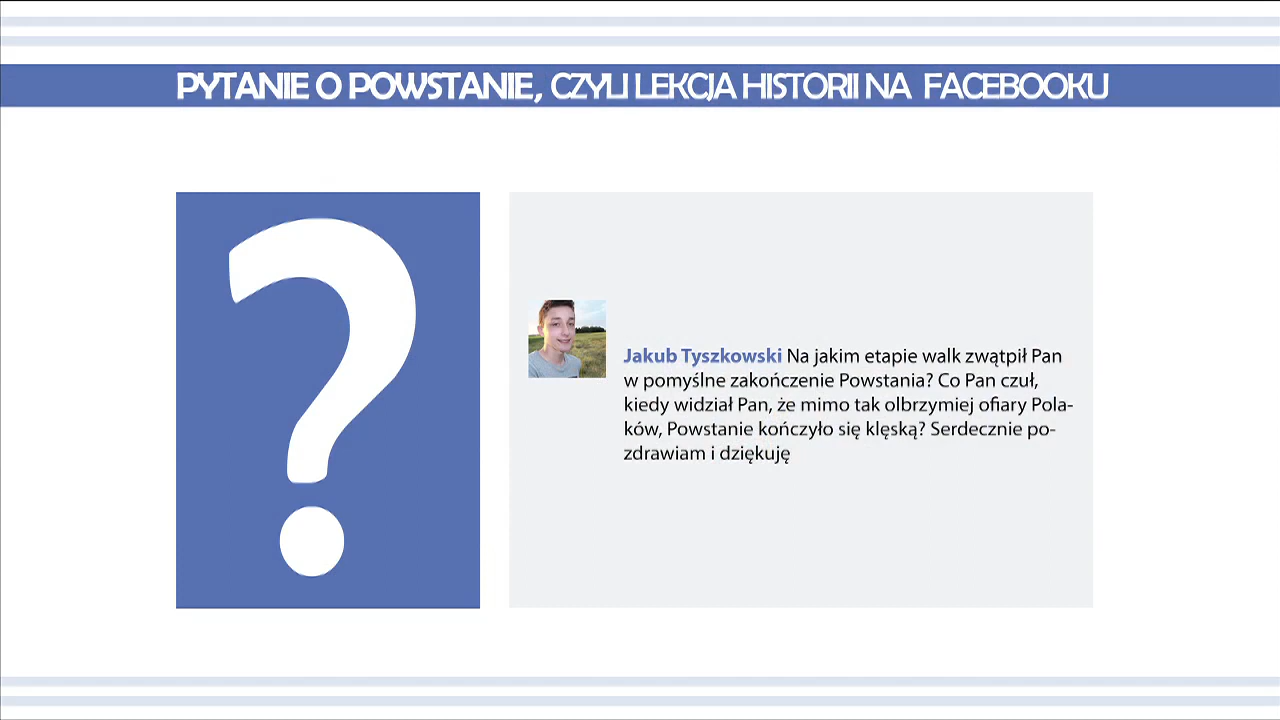 PYTANIE O POWSTANIE, CZYLI LEKCJA HISTORII NA FACEBOOKU
?
Jakub Tyszkowski Na jakim etapie walk zwątpił Pan
w pomyślne zakończenie Powstania? Co Pan czuł,
kiedy widział Pan, że mimo tak olbrzymiej ofiary Pola-
ków, Powstanie kończyło się klęską? Serdecznie po-
zdrawiam i dziękuję